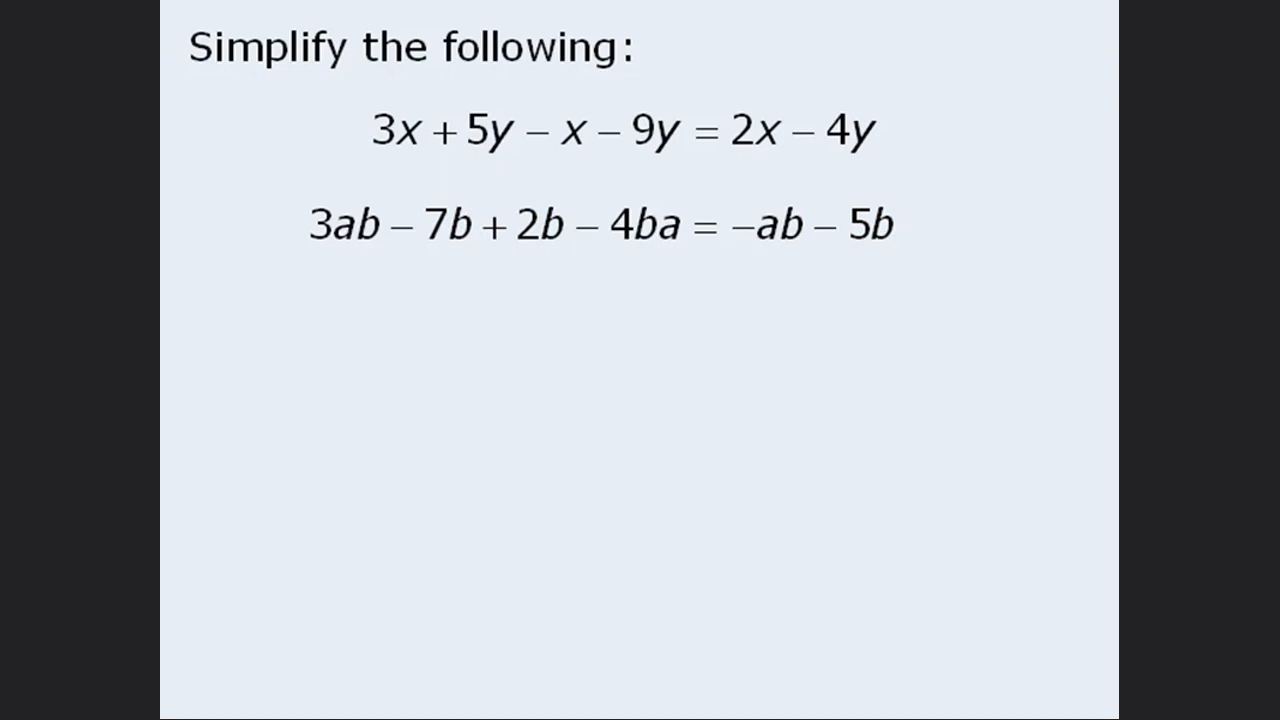 Simplify the following:
3x + 5y – x – 9y = 2x – 4y
3ab – 7b + 2b – 4ba = –ab – 5b